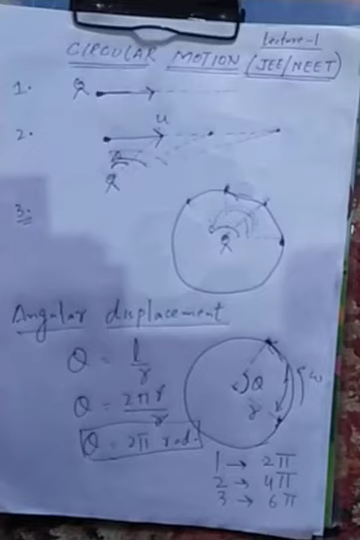 Lecture-1
CIRCULAR MOTION (JEE/NEET)
1.
2.
u
3.
Angular displacement
θ = l/r
θ = 2πr/r
θ = 2π rad.
θ
r
ω
1 → 2π
2 → 4π
3 → 6π